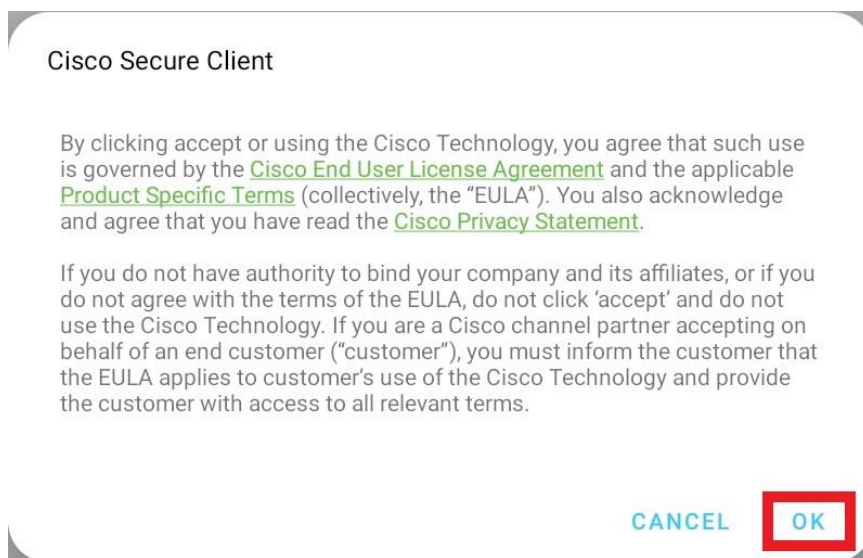 Cisco Secure Client
By clicking accept or using the Cisco Technology, you agree that such use
is governed by the Cisco End User License Agreement and the applicable
Product Specific Terms (collectively, the “EULA”). You also acknowledge
and agree that you have read the Cisco Privacy Statement.
If you do not have authority to bind your company and its affiliates, or if you
do not agree with the terms of the EULA, do not click ‘accept’ and do not
use the Cisco Technology. If you are a Cisco channel partner accepting on
behalf of an end customer (“customer”), you must inform the customer that
the EULA applies to customer’s use of the Cisco Technology and provide
the customer with access to all relevant terms.
CANCEL OK